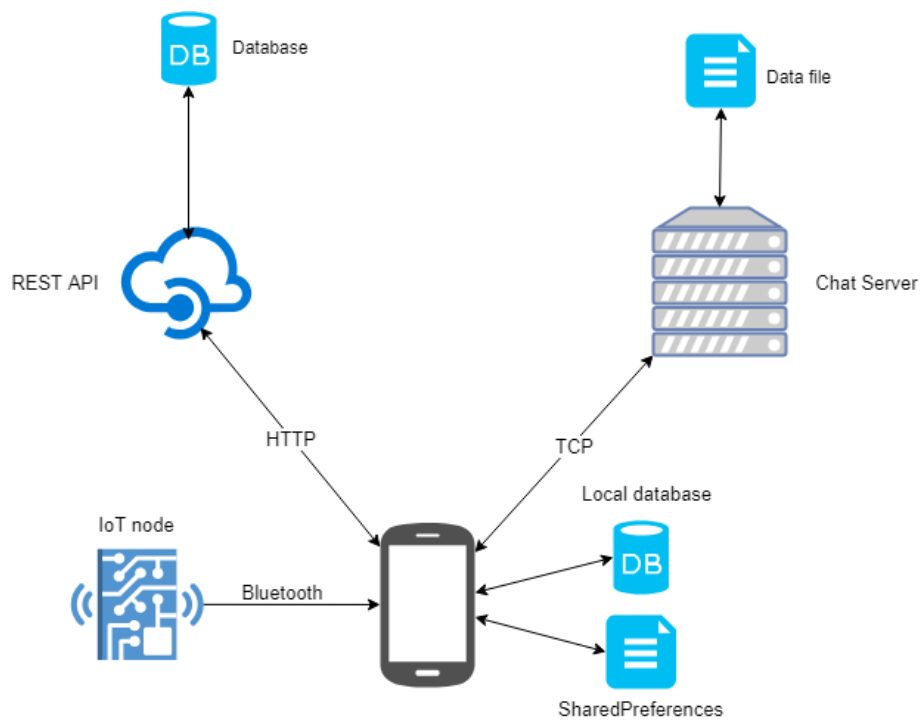 DB
Database
Data file
REST API
Chat Server
HTTP
TCP
Local database
IoT node
DB
Bluetooth
SharedPreferences